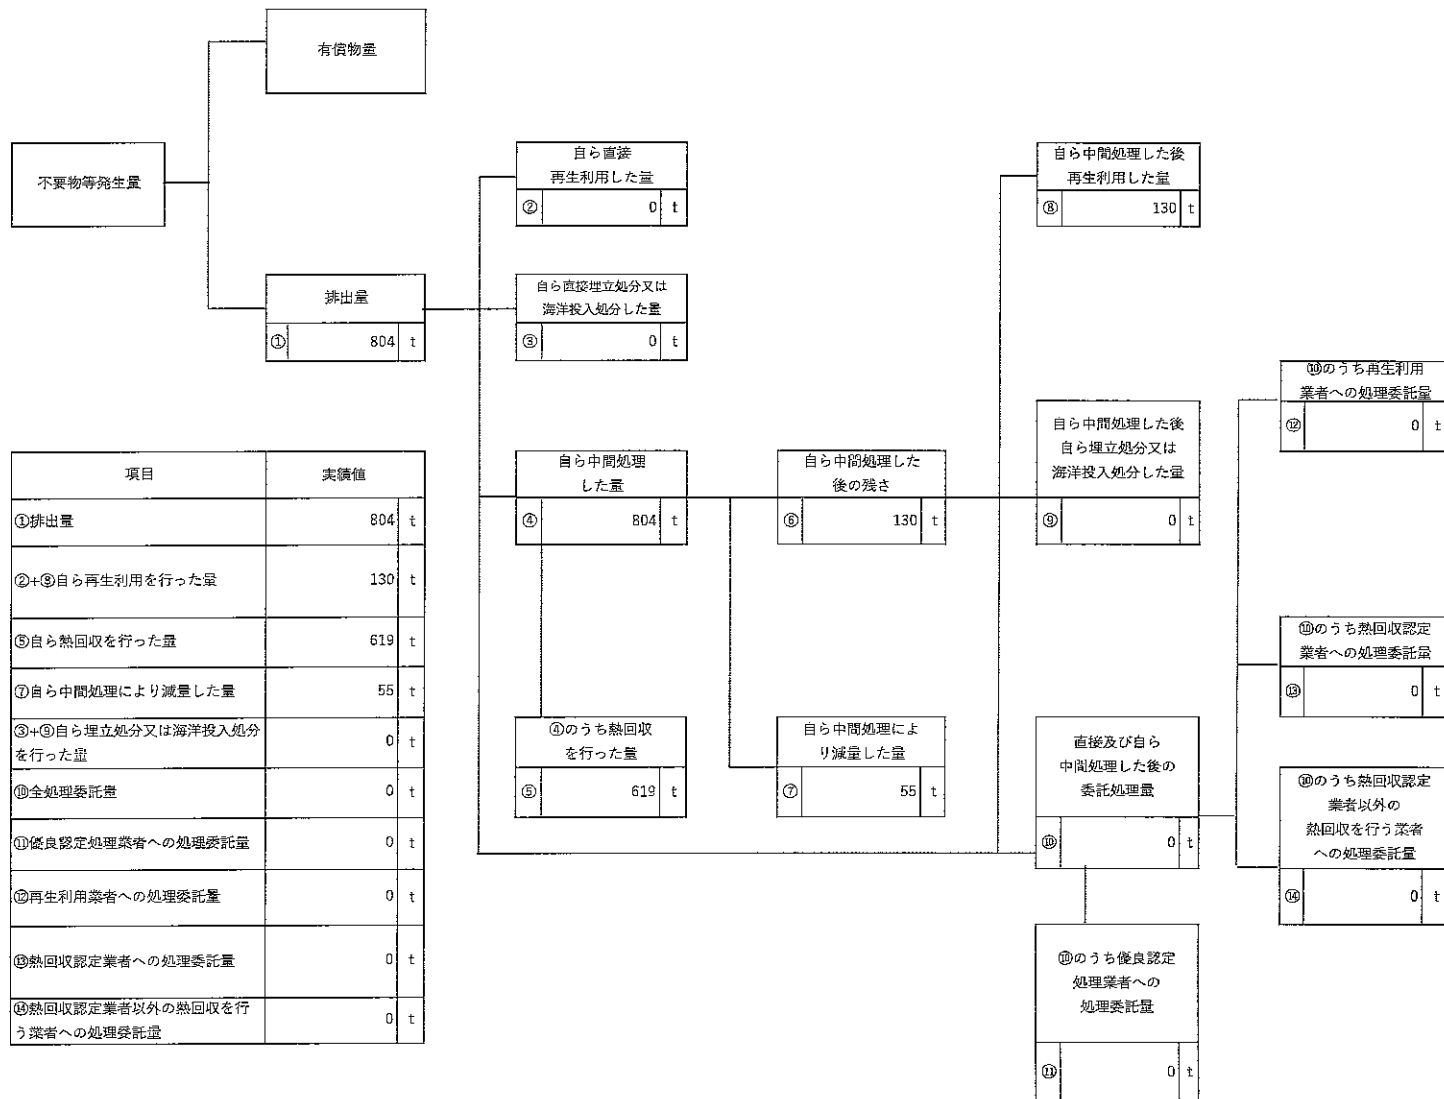 有償物量
不要物等発生量
排出量
① 804 t
自ら直接
再生利用した量
② 0 t
自ら直接埋立処分又は
海洋投入処分した量
③ 0 t
自ら中間処理
した量
④ 804 t
④のうち熱回収
を行った量
⑤ 619 t
自ら中間処理した
後の残さ
⑥ 130 t
自ら中間処理によ
り減量した量
⑦ 55 t
自ら中間処理した後
再生利用した量
⑧ 130 t
自ら中間処理した後
自ら埋立処分又は
海洋投入処分した量
⑨ 0 t
直接及び自ら
中間処理した後の
委託処理量
⑩ 0 t
⑩のうち優良認定
処理業者への
処理委託量
⑪ 0 t
⑩のうち再生利用
業者への処理委託量
⑫ 0 t
⑩のうち熱回収認定
業者への処理委託量
⑬ 0 t
⑩のうち熱回収認定
業者以外の
熱回収を行う業者
への処理委託量
⑭ 0 t
項目 実績値
①排出量 804 t
②+⑧自ら再生利用を行った量 130 t
⑤自ら熱回収を行った量 619 t
⑦自ら中間処理により減量した量 55 t
③+⑨自ら埋立処分又は海洋投入処分
を行った量 0 t
⑩全処理委託量 0 t
⑪優良認定処理業者への処理委託量 0 t
⑫再生利用業者への処理委託量 0 t
⑬熱回収認定業者への処理委託量 0 t
⑭熱回収認定業者以外の熱回収を行
う業者への処理委託量 0 t